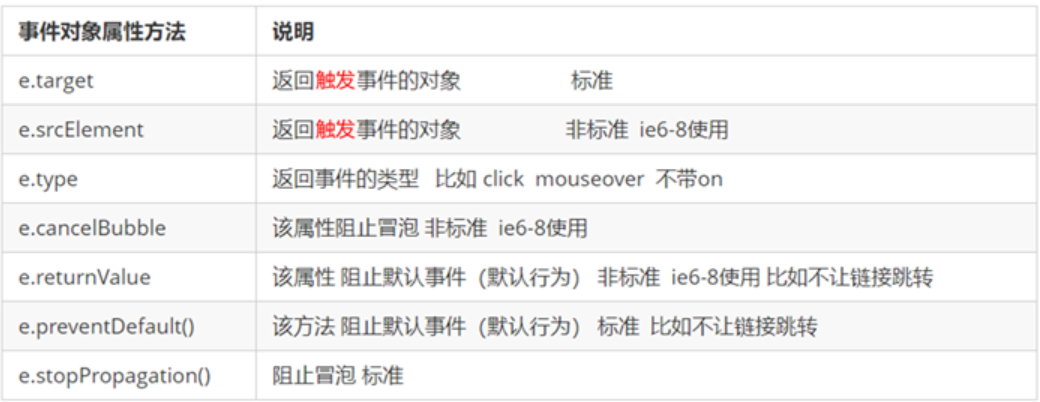 事件对象属性方法 说明
e.target 返回触发事件的对象 标准
e.srcElement 返回触发事件的对象 非标准 ie6-8使用
e.type 返回事件的类型 比如 click mouseover 不带on
e.cancelBubble 该属性阻止冒泡 非标准 ie6-8使用
e.returnValue 该属性 阻止默认事件（默认行为） 非标准 ie6-8使用 比如不让链接跳转
e.preventDefault() 该方法 阻止默认事件（默认行为） 标准 比如不让链接跳转
e.stopPropagation() 阻止冒泡 标准